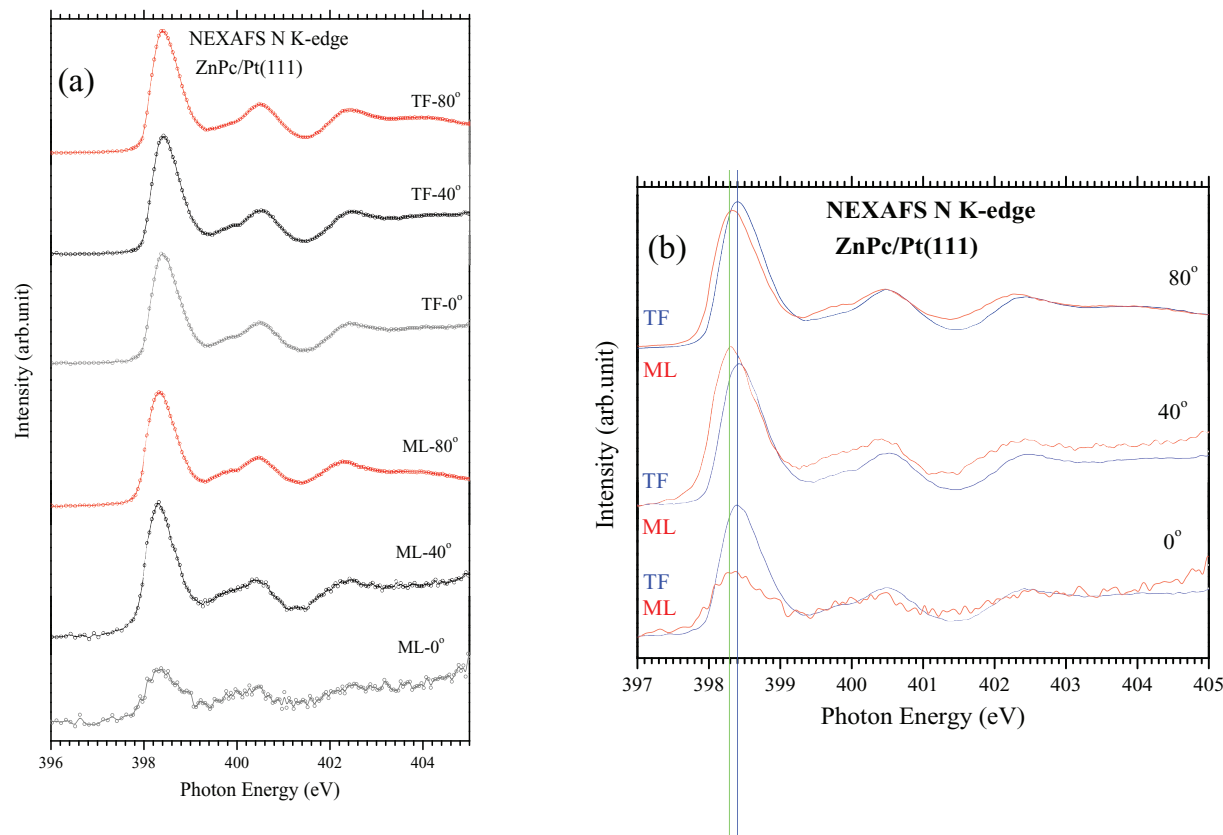 NEXAFS N K-edge
ZnPc/Pt(111)
(a)
TF-80°
TF-40°
TF-0°
ML-80°
ML-40°
ML-0°
Intensity (arb.unit)
396 398 400 402 404
Photon Energy (eV)
NEXAFS N K-edge
ZnPc/Pt(111)
(b)
80°
TF
ML
40°
TF
ML
0°
TF
ML
Intensity (arb.unit)
397 398 399 400 401 402 403 404 405
Photon Energy (eV)